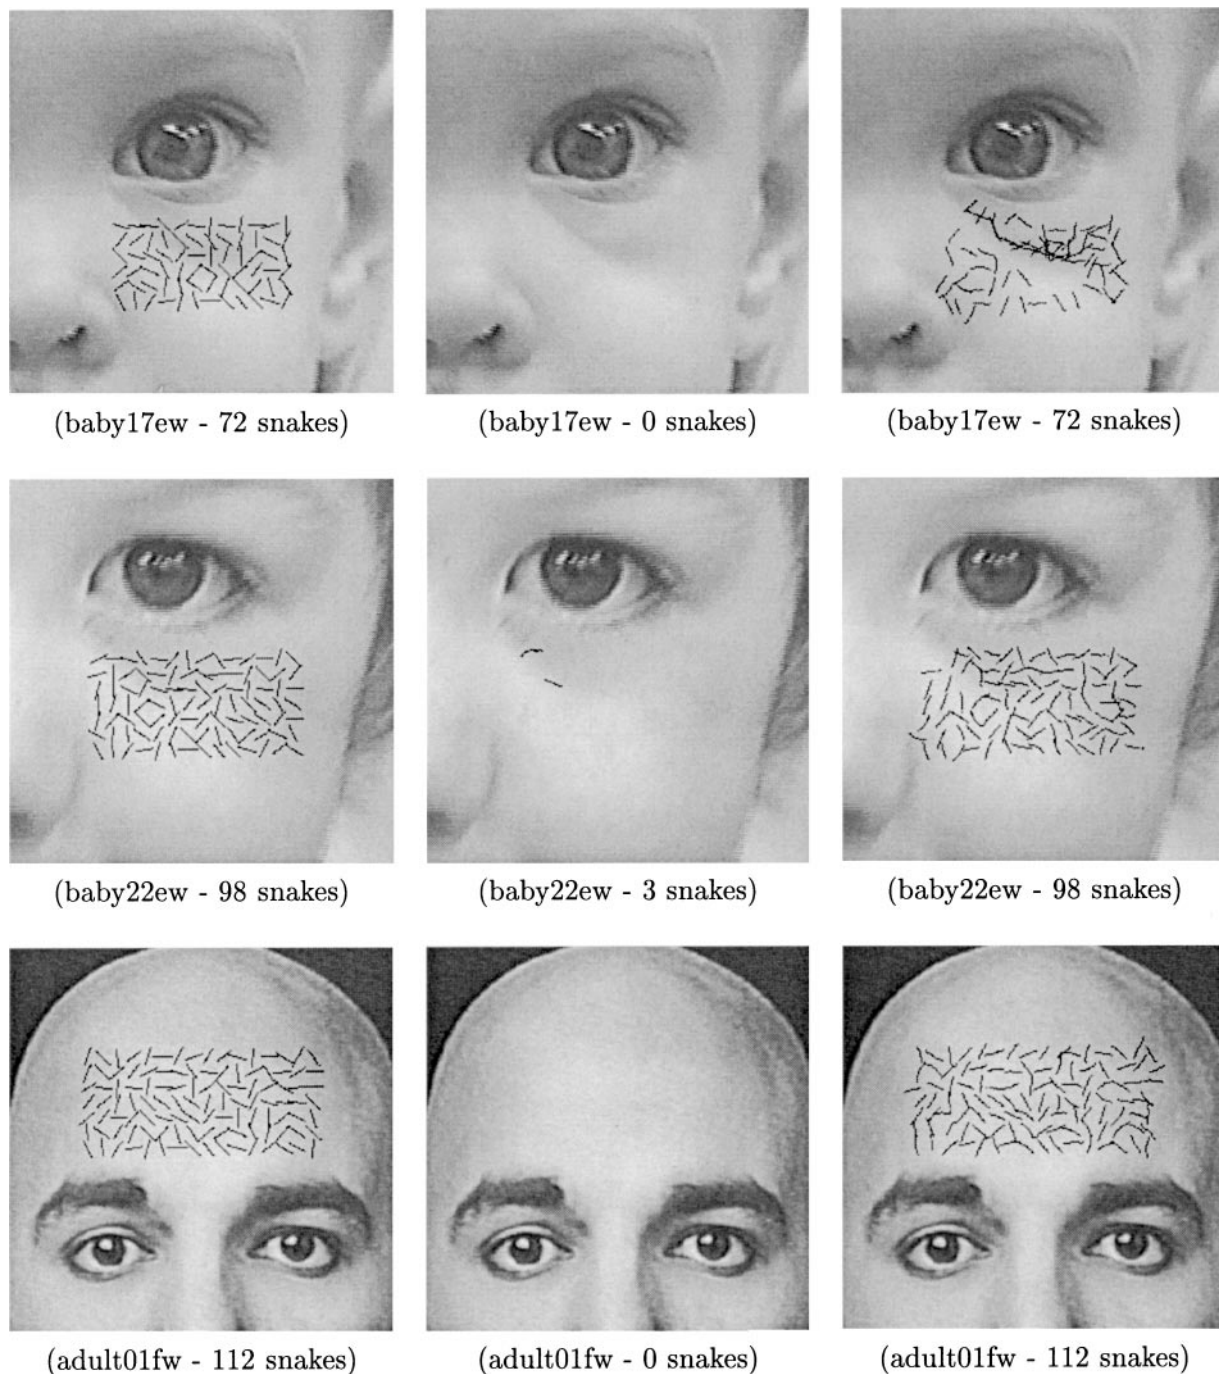 (baby17ew - 72 snakes) (baby17ew - 0 snakes) (baby17ew - 72 snakes)
(baby22ew - 98 snakes) (baby22ew - 3 snakes) (baby22ew - 98 snakes)
(adult01fw - 112 snakes) (adult01fw - 0 snakes) (adult01fw - 112 snakes)